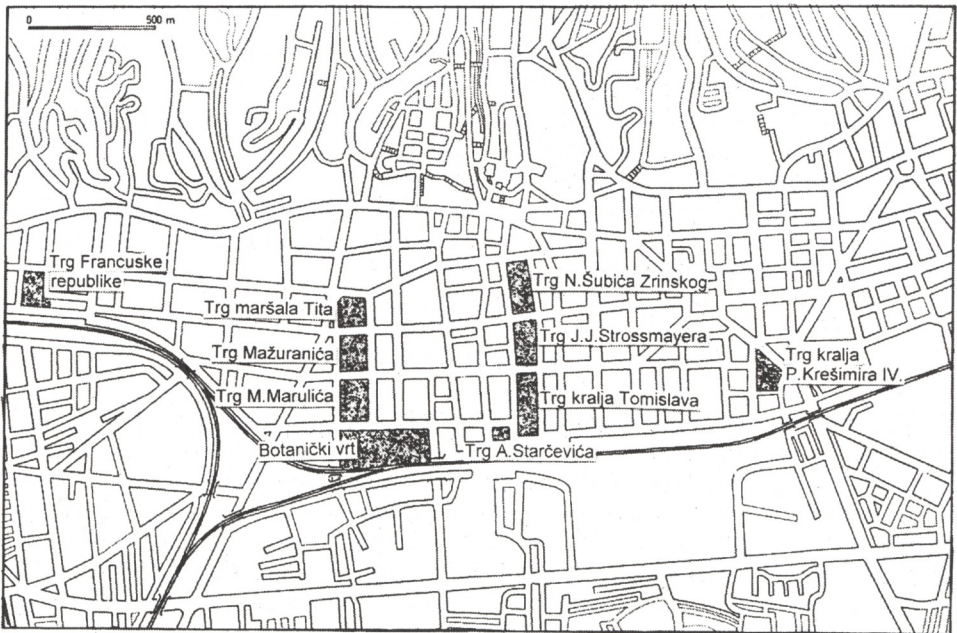 0 500 m
Trg Francuske
republike
Trg N.Šubića Zrinskog
Trg maršala Tita
Trg J.J.Strossmayera
Trg Mažuranića
Trg kralja
P.Krešimira IV.
Trg M.Marulića
Trg kralja Tomislava
Botanički vrt
Trg A.Starčevića